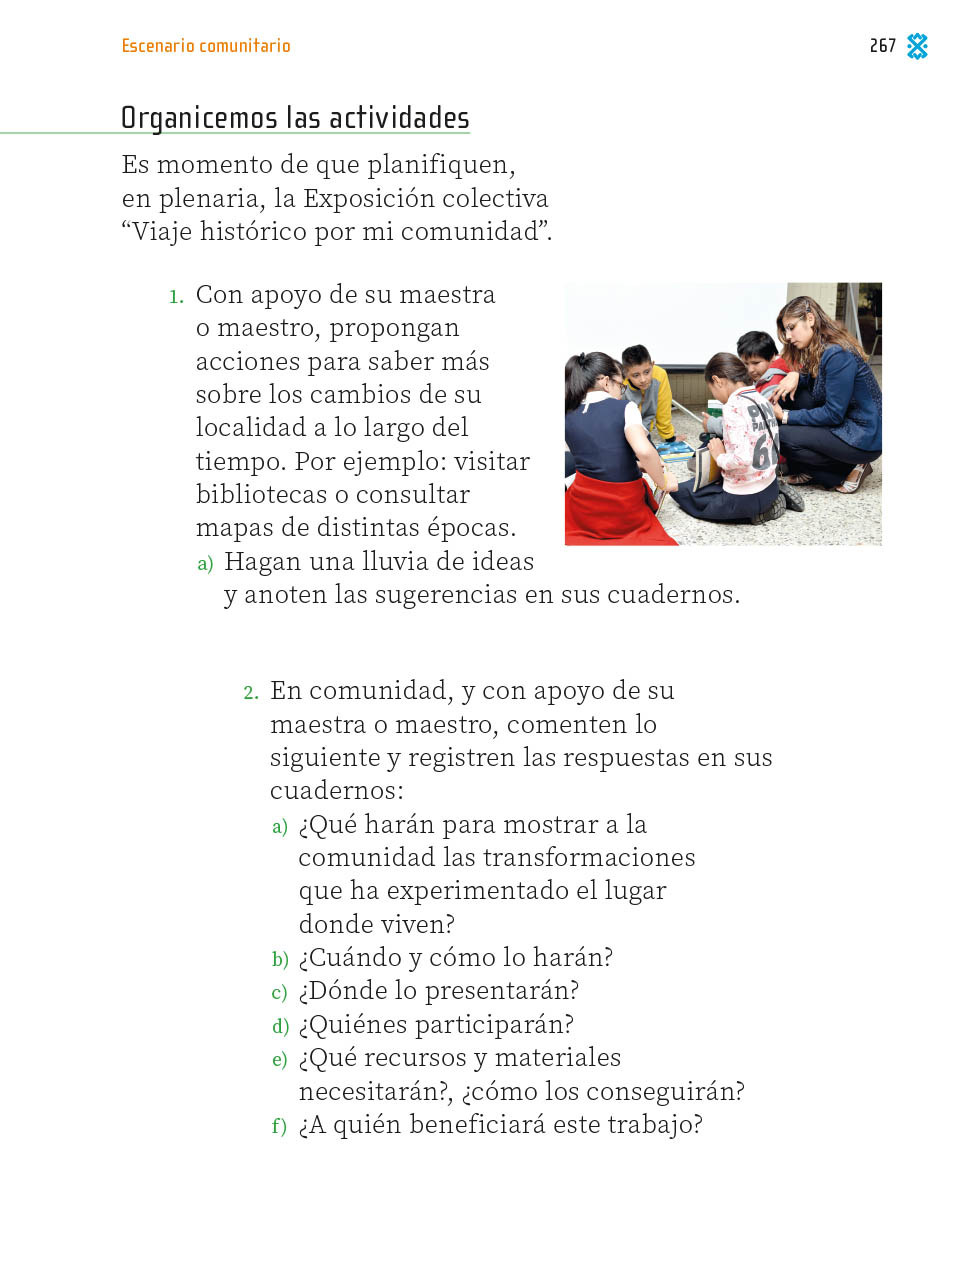 Escenario comunitario
267
Organicemos las actividades
Es momento de que planifiquen,
en plenaria, la Exposición colectiva
“Viaje histórico por mi comunidad”.
1. Con apoyo de su maestra
o maestro, propongan
acciones para saber más
sobre los cambios de su
localidad a lo largo del
tiempo. Por ejemplo: visitar
bibliotecas o consultar
mapas de distintas épocas.
a) Hagan una lluvia de ideas
y anoten las sugerencias en sus cuadernos.
2. En comunidad, y con apoyo de su
maestra o maestro, comenten lo
siguiente y registren las respuestas en sus
cuadernos:
a) ¿Qué harán para mostrar a la
comunidad las transformaciones
que ha experimentado el lugar
donde viven?
b) ¿Cuándo y cómo lo harán?
c) ¿Dónde lo presentarán?
d) ¿Quiénes participarán?
e) ¿Qué recursos y materiales
necesitarán?, ¿cómo los conseguirán?
f) ¿A quién beneficiará este trabajo?